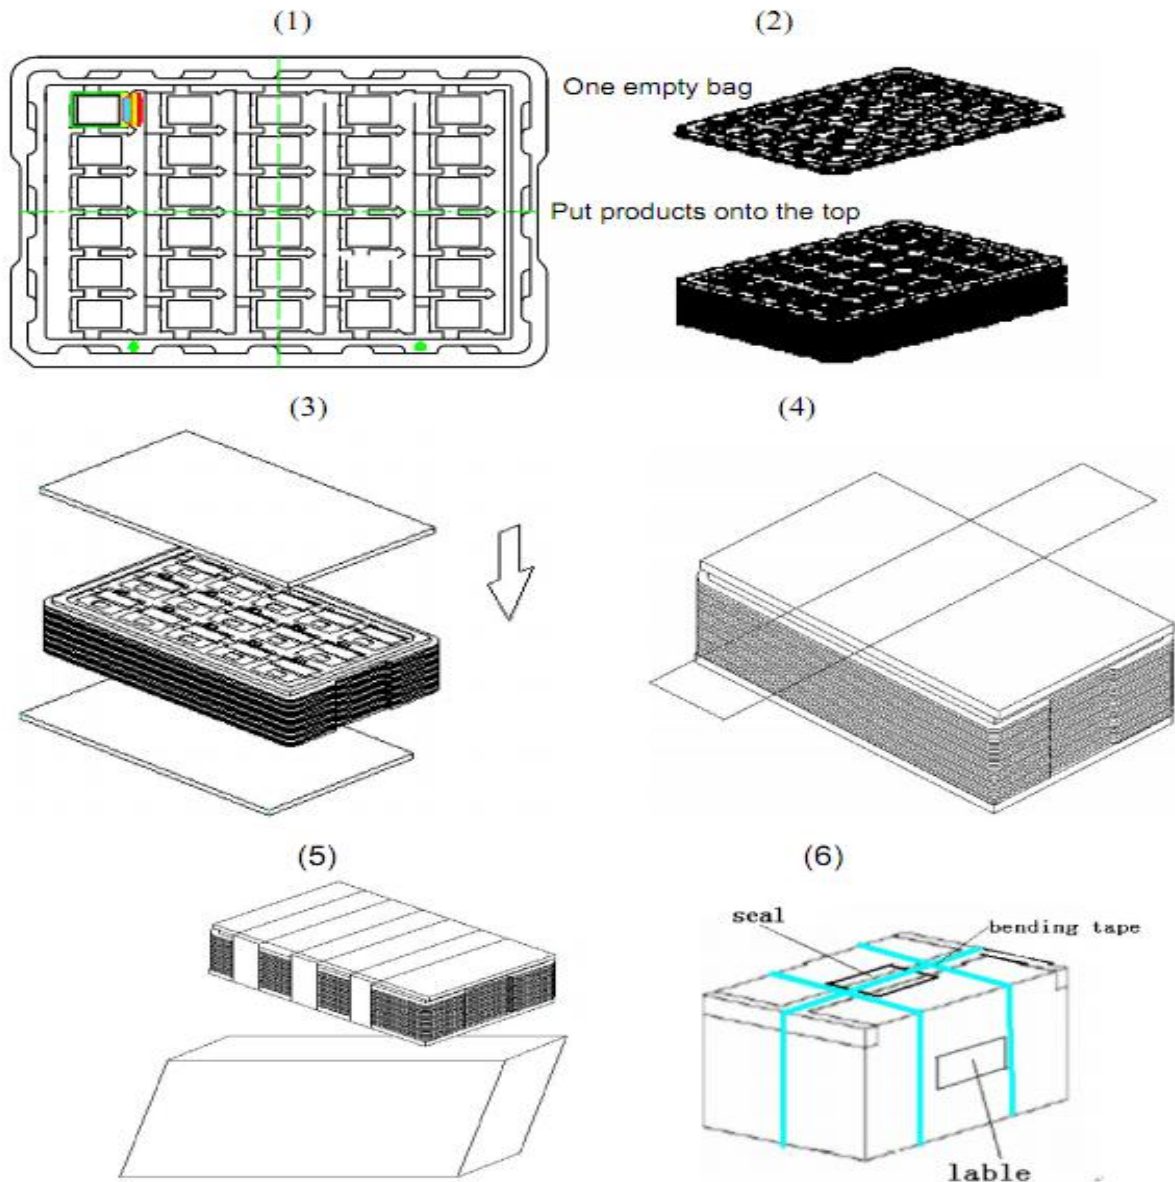 (1)
(2)
One empty bag
Put products onto the top
(3)
(4)
(5)
(6)
seal
bending tape
lable